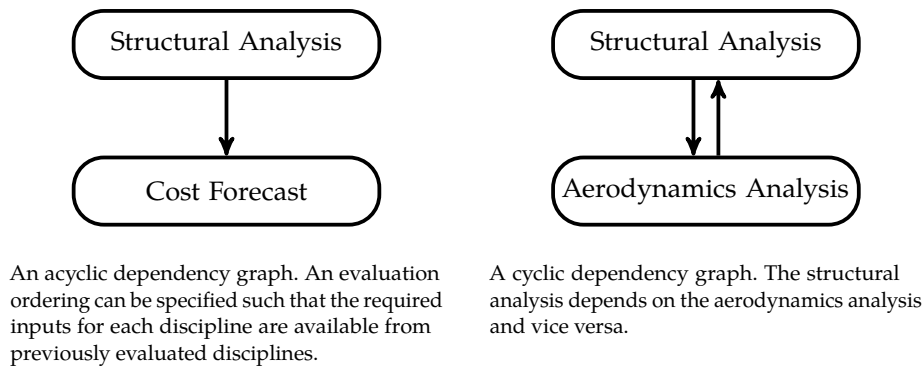 Structural Analysis
Cost Forecast
An acyclic dependency graph. An evaluation
ordering can be specified such that the required
inputs for each discipline are available from
previously evaluated disciplines.
Structural Analysis
Aerodynamics Analysis
A cyclic dependency graph. The structural
analysis depends on the aerodynamics analysis
and vice versa.